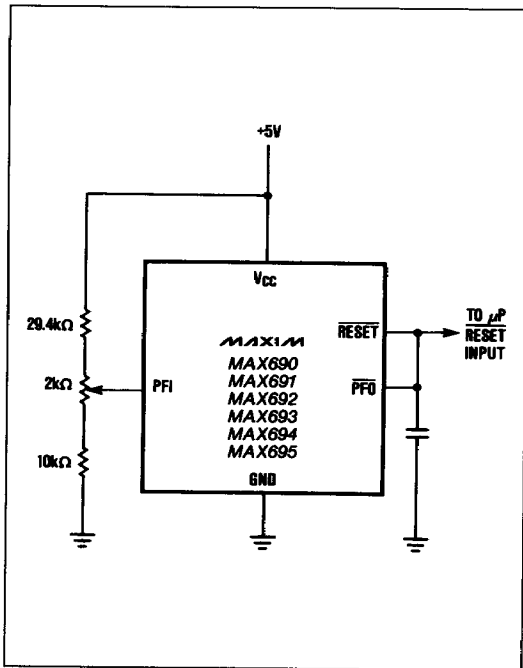 +5V
VCC
29.4kΩ
2kΩ
10kΩ
PFI
MAXIM
MAX690
MAX691
MAX692
MAX693
MAX694
MAX695
GND
RESET
PFO
TO μP
RESET
INPUT